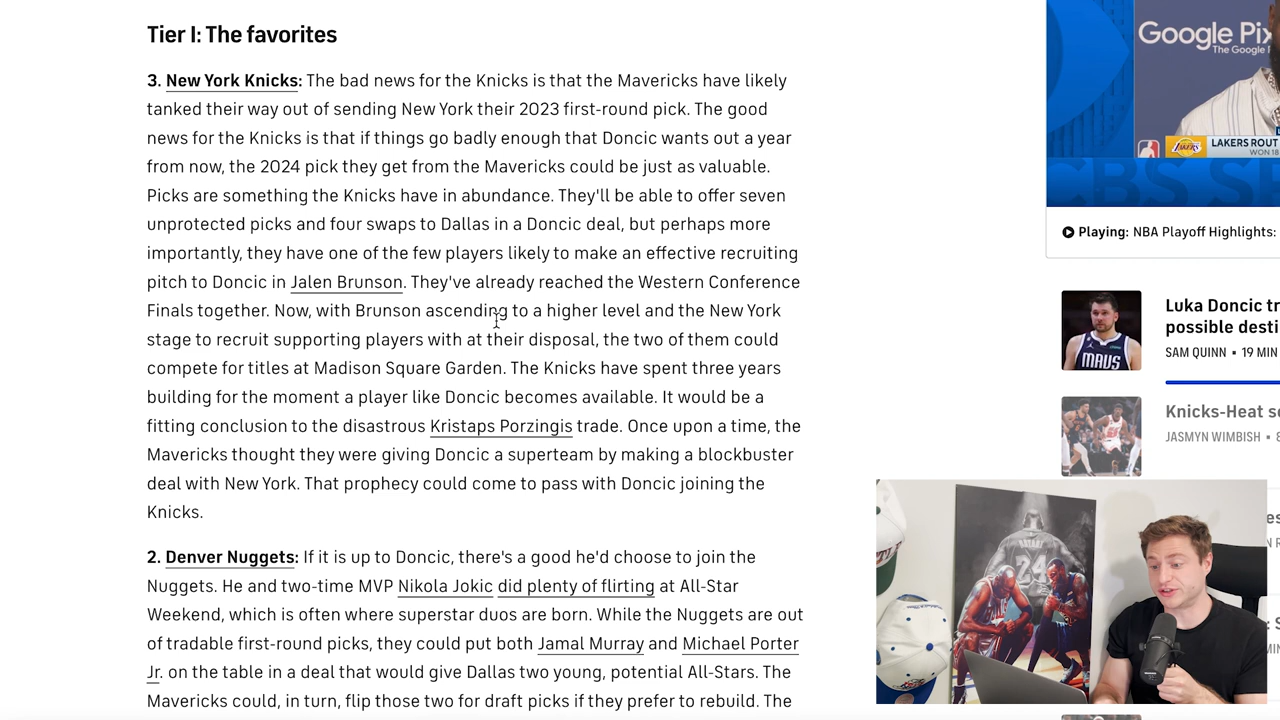 Tier I: The favorites
3. New York Knicks: The bad news for the Knicks is that the Mavericks have likely
tanked their way out of sending New York their 2023 first-round pick. The good
news for the Knicks is that if things go badly enough that Doncic wants out a year
from now, the 2024 pick they get from the Mavericks could be just as valuable.
Picks are something the Knicks have in abundance. They'll be able to offer seven
unprotected picks and four swaps to Dallas in a Doncic deal, but perhaps more
importantly, they have one of the few players likely to make an effective recruiting
pitch to Doncic in Jalen Brunson. They've already reached the Western Conference
Finals together. Now, with Brunson ascending to a higher level and the New York
stage to recruit supporting players with at their disposal, the two of them could
compete for titles at Madison Square Garden. The Knicks have spent three years
building for the moment a player like Doncic becomes available. It would be a
fitting conclusion to the disastrous Kristaps Porzingis trade. Once upon a time, the
Mavericks thought they were giving Doncic a superteam by making a blockbuster
deal with New York. That prophecy could come to pass with Doncic joining the
Knicks.
2. Denver Nuggets: If it is up to Doncic, there's a good he'd choose to join the
Nuggets. He and two-time MVP Nikola Jokic did plenty of flirting at All-Star
Weekend, which is often where superstar duos are born. While the Nuggets are out
of tradable first-round picks, they could put both Jamal Murray and Michael Porter
Jr. on the table in a deal that would give Dallas two young, potential All-Stars. The
Mavericks could, in turn, flip those two for draft picks if they prefer to rebuild. The
Google Pix
The Google
LAKERS ROUT
WON 18
CBS SP
Playing: NBA Playoff Highlights:
Luka Doncic tr
possible desti
SAM QUINN • 19 MIN
MAVS
Knicks-Heat s
JASMYN WIMBISH • 8
BRYANT
24